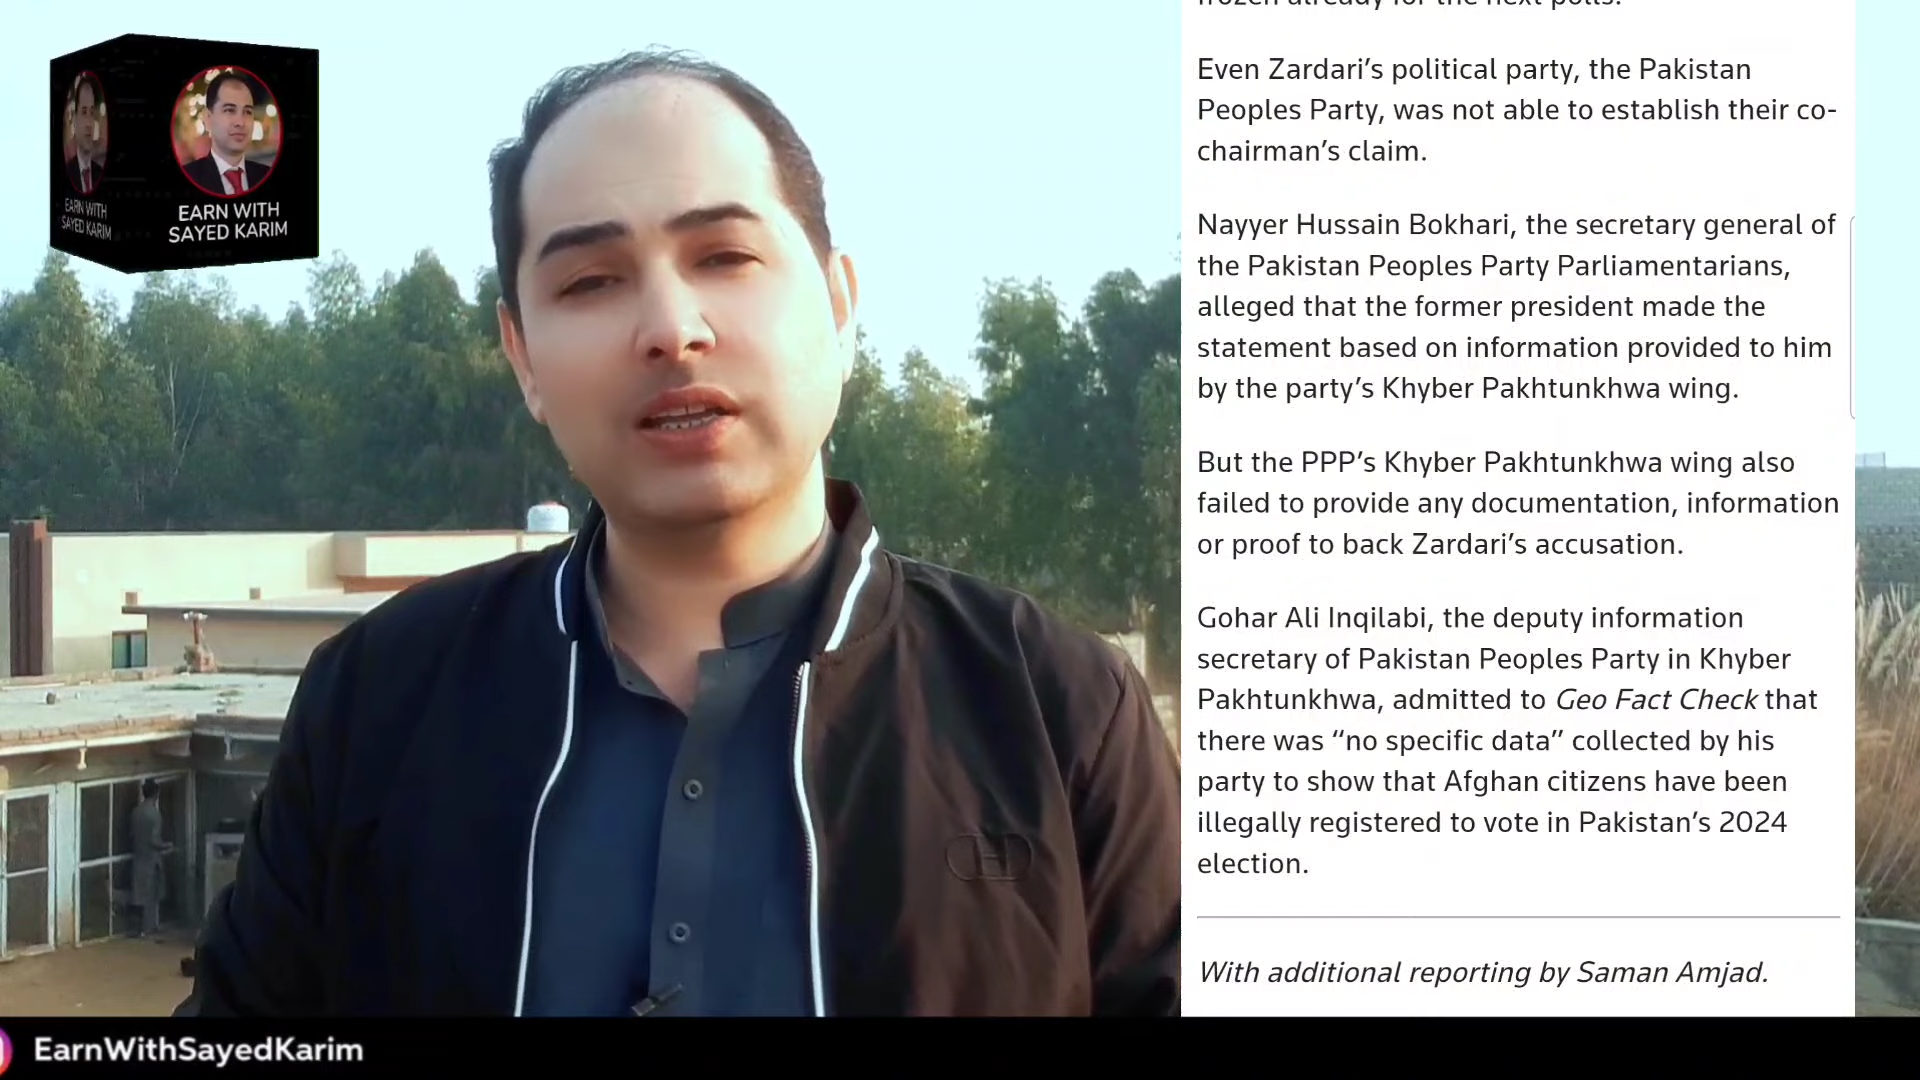 EARN WITH
SAYED KARIM
EARN WITH
SAYED KARIM
Even Zardari’s political party, the Pakistan
Peoples Party, was not able to establish their co-
chairman’s claim.
Nayyer Hussain Bokhari, the secretary general of
the Pakistan Peoples Party Parliamentarians,
alleged that the former president made the
statement based on information provided to him
by the party’s Khyber Pakhtunkhwa wing.
But the PPP’s Khyber Pakhtunkhwa wing also
failed to provide any documentation, information
or proof to back Zardari’s accusation.
Gohar Ali Inqilabi, the deputy information
secretary of Pakistan Peoples Party in Khyber
Pakhtunkhwa, admitted to Geo Fact Check that
there was “no specific data” collected by his
party to show that Afghan citizens have been
illegally registered to vote in Pakistan’s 2024
election.
With additional reporting by Saman Amjad.
EarnWithSayedKarim